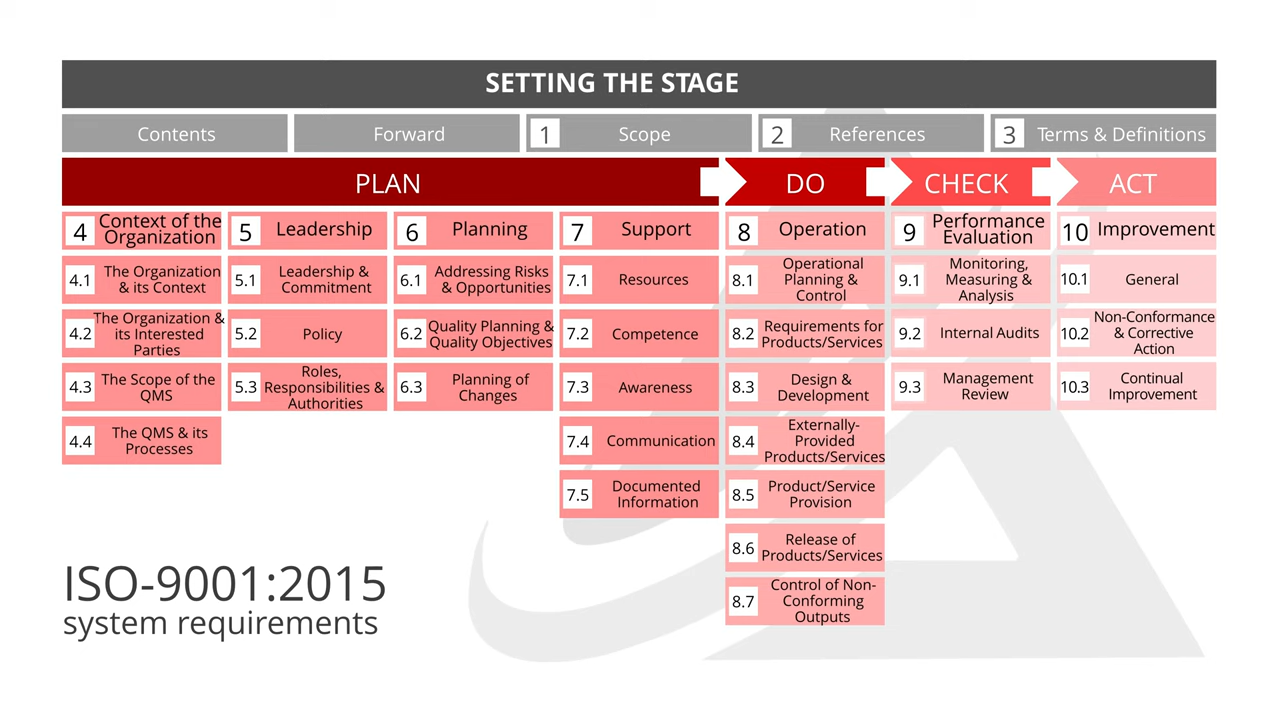 SETTING THE STAGE
Contents
Forward
1 Scope
2 References
3 Terms & Definitions
PLAN
DO
CHECK
ACT
4 Context of the
Organization
4.1 The Organization
& its Context
4.2 The Organization &
its Interested
Parties
4.3 The Scope of the
QMS
4.4 The QMS & its
Processes
5 Leadership
5.1 Leadership &
Commitment
5.2 Policy
5.3 Roles,
Responsibilities &
Authorities
6 Planning
6.1 Addressing Risks
& Opportunities
6.2 Quality Planning &
Quality Objectives
6.3 Planning of
Changes
7 Support
7.1 Resources
7.2 Competence
7.3 Awareness
7.4 Communication
7.5 Documented
Information
8 Operation
8.1 Operational
Planning &
Control
8.2 Requirements for
Products/Services
8.3 Design &
Development
8.4 Externally-
Provided
Products/Services
8.5 Product/Service
Provision
8.6 Release of
Products/Services
8.7 Control of Non-
Conforming
Outputs
9 Performance
Evaluation
9.1 Monitoring,
Measuring &
Analysis
9.2 Internal Audits
9.3 Management
Review
10 Improvement
10.1 General
10.2 Non-Conformance
& Corrective
Action
10.3 Continual
Improvement
ISO-9001:2015
system requirements